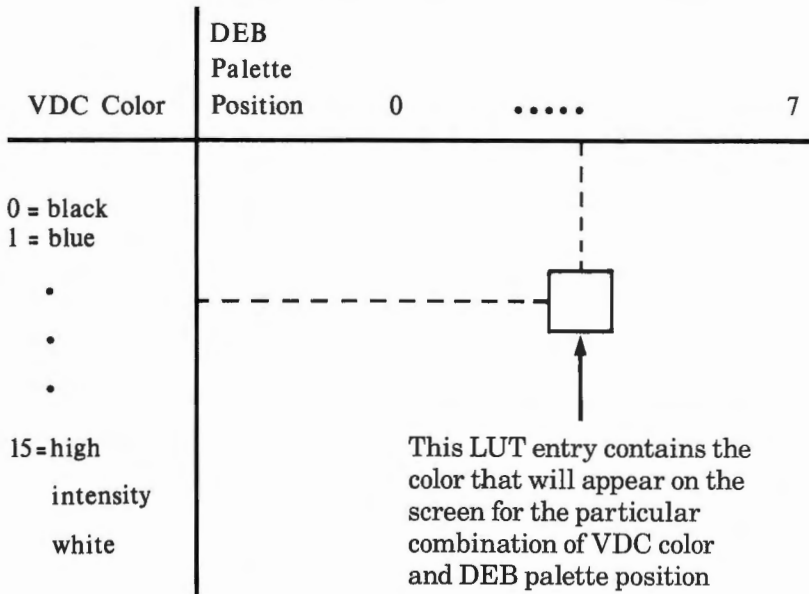 DEB
Palette
VDC Color Position 0 ..... 7
0 = black
1 = blue
•
•
•
15=high
intensity
white
This LUT entry contains the
color that will appear on the
screen for the particular
combination of VDC color
and DEB palette position